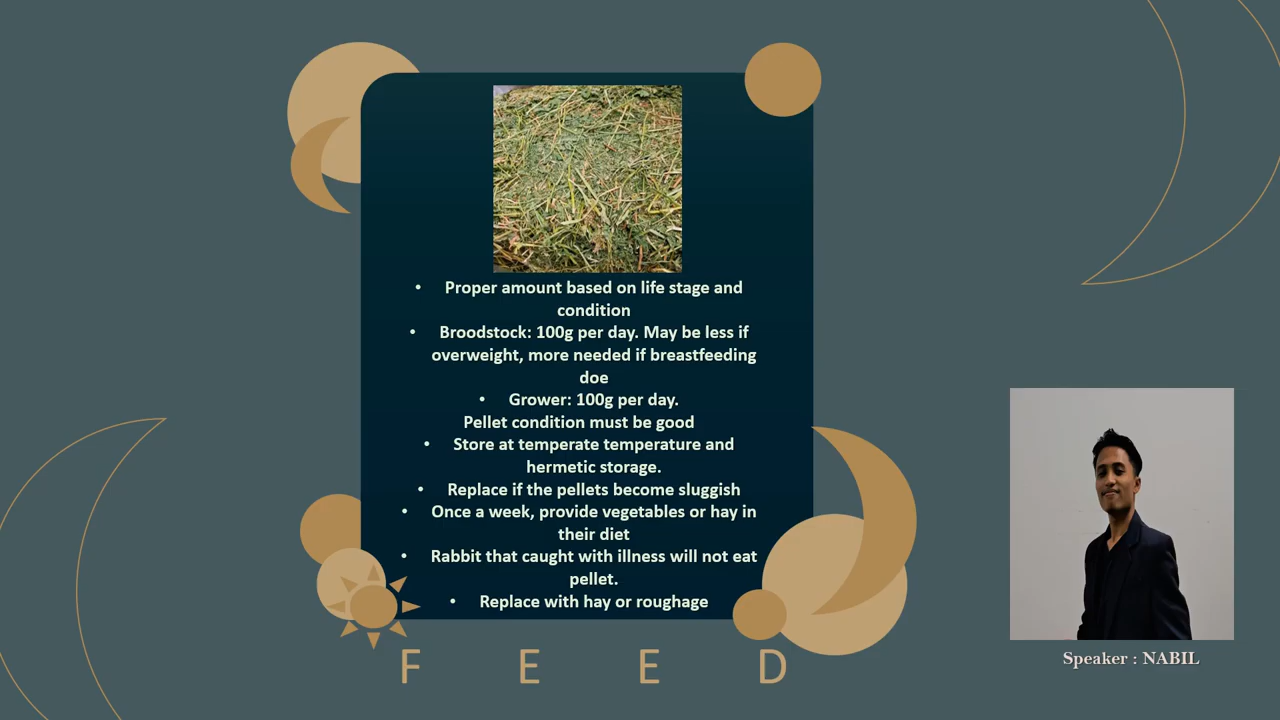 • Proper amount based on life stage and
condition
• Broodstock: 100g per day. May be less if
overweight, more needed if breastfeeding
doe
• Grower: 100g per day.
Pellet condition must be good
• Store at temperate temperature and
hermetic storage.
• Replace if the pellets become sluggish
• Once a week, provide vegetables or hay in
their diet
• Rabbit that caught with illness will not eat
pellet.
• Replace with hay or roughage
F E E D
Speaker : NABIL